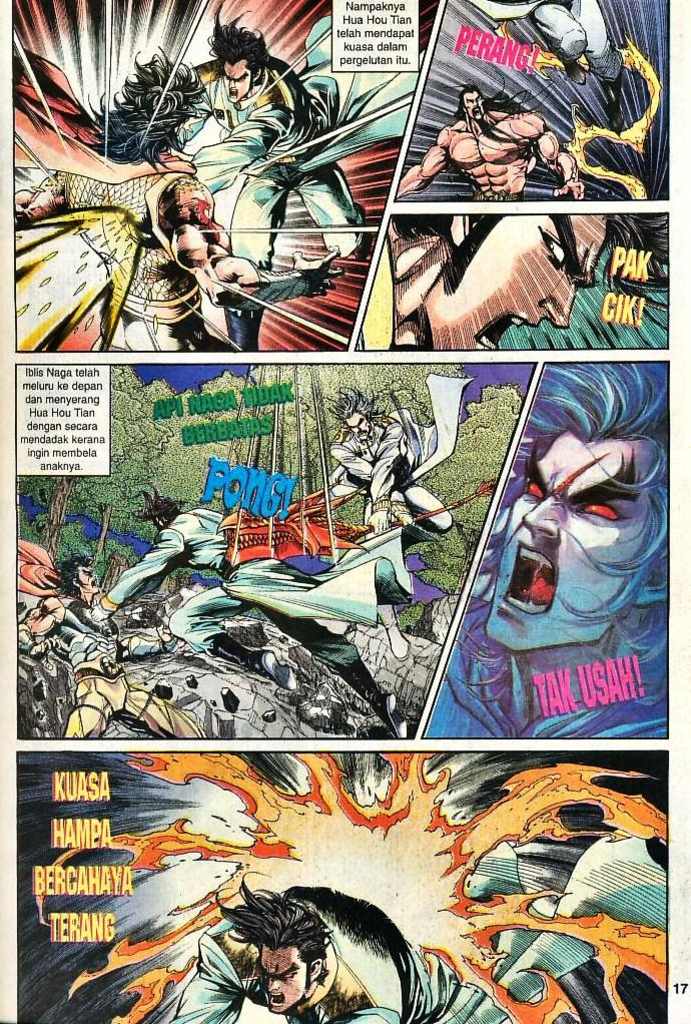 Nampaknya
Hua Hou Tian
telah mendapat
kuasa dalam
pergelutan itu.
PERANG!
PAK
CIK!
Iblis Naga telah
meluru ke depan
dan menyerang
Hua Hou Tian
dengan secara
mendadak kerana
ingin membela
anaknya.
API NAGA TIDAK
BERBATAS
PONG!
TAK USAH!
KUASA
HAMPA
BERCAHAYA
TERANG
17